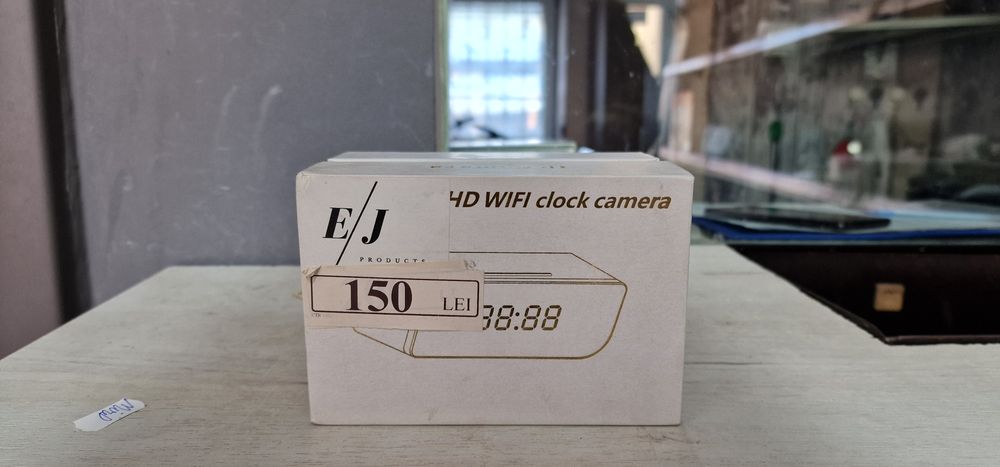 HD WIFI clock camera
E/J
PRODUCTS
150 LEI
88:88